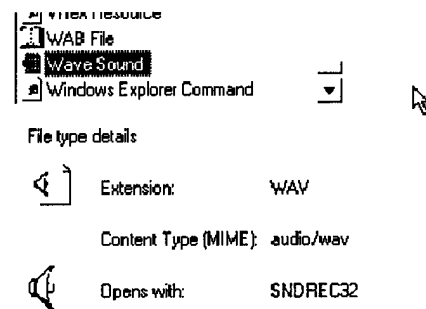 Resource
WAB File
Wave Sound
Windows Explorer Command
File type details
Extension: WAV
Content Type (MIME): audio/wav
Opens with: SNDREC32